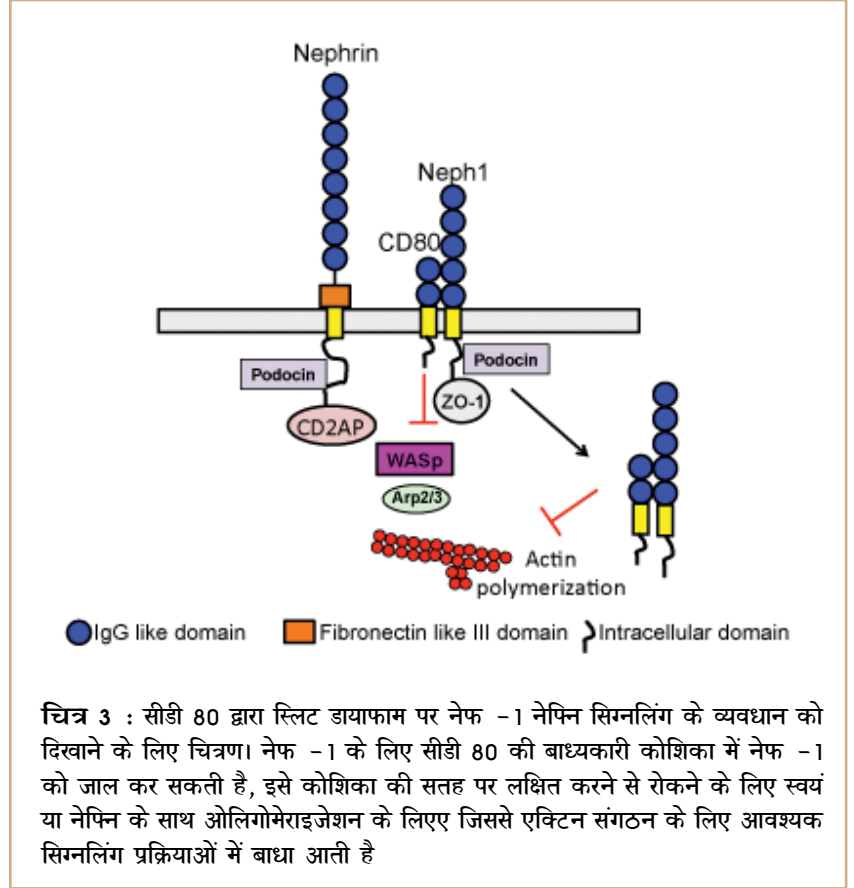 Nephrin
Neph1
CD80
Podocin
Podocin
ZO-1
CD2AP
WASp
Arp2/3
Actin
polymerization
IgG like domain Fibronectin like III domain Intracellular domain
चित्र 3 : सीडी 80 द्वारा स्लिट डायाफाम पर नेफ -1 नेफ्नि सिग्नलिंग के व्यवधान को
दिखाने के लिए चित्रण। नेफ -1 के लिए सीडी 80 की बाध्यकारी कोशिका में नेफ -1
को जाल कर सकती है, इसे कोशिका की सतह पर लक्षित करने से रोकने के लिए स्वयं
या नेफ्नि के साथ ओलिगोमेराइजेशन के लिएए जिससे एक्टिन संगठन के लिए आवश्यक
सिग्नलिंग प्रक्रियाओं में बाधा आती है